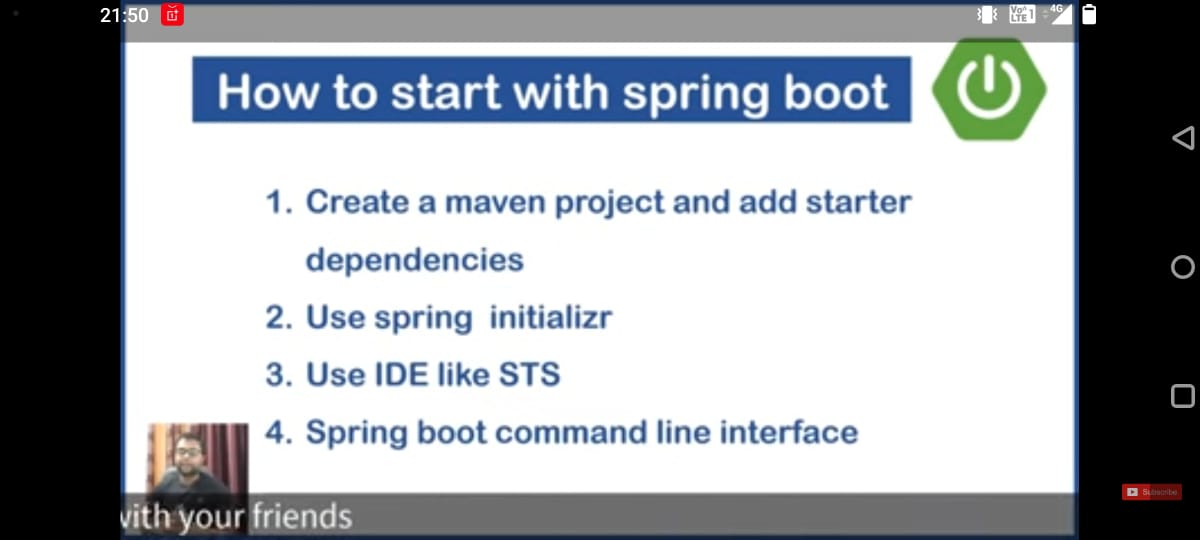 21:50
Vo LTE 1 4G
How to start with spring boot
1. Create a maven project and add starter
dependencies
2. Use spring initializr
3. Use IDE like STS
4. Spring boot command line interface
with your friends
Subscribe